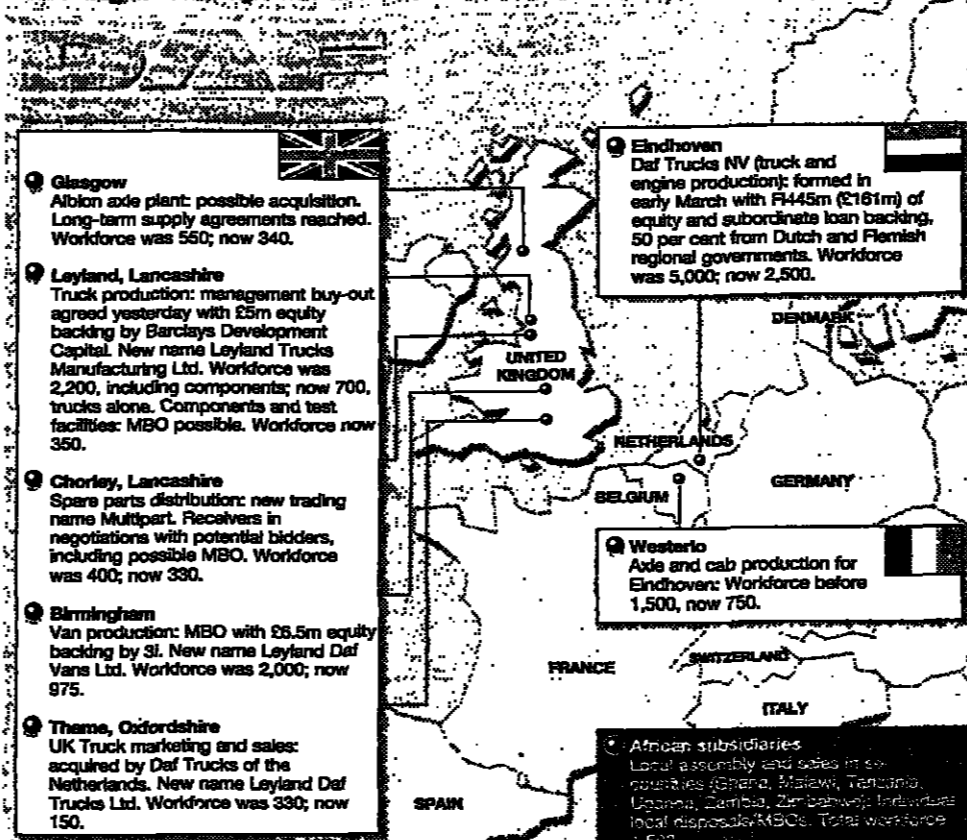 DAF
Glasgow
Albion axle plant: possible acquisition.
Long-term supply agreements reached.
Workforce was 550; now 340.
Leyland, Lancashire
Truck production: management buy-out
agreed yesterday with £5m equity
backing by Barclays Development
Capital. New name Leyland Trucks
Manufacturing Ltd. Workforce was
2,200, including components; now 700,
trucks alone. Components and test
facilities: MBO possible. Workforce now
350.
Chorley, Lancashire
Spare parts distribution: new trading
name Multipart. Receivers in
negotiations with potential bidders,
including possible MBO. Workforce
was 400; now 330.
Birmingham
Van production: MBO with £6.5m equity
backing by 3i. New name Leyland Daf
Vans Ltd. Workforce was 2,000; now
975.
Thame, Oxfordshire
UK Truck marketing and sales:
acquired by Daf Trucks of the
Netherlands. New name Leyland Daf
Trucks Ltd. Workforce was 330; now
150.
Eindhoven
Daf Trucks NV (truck and
engine production): formed in
early March with Fl445m (£161m) of
equity and subordinate loan backing,
50 per cent from Dutch and Flemish
regional governments. Workforce
was 5,000; now 2,500.
DENMARK
UNITED
KINGDOM
NETHERLANDS
BELGIUM
GERMANY
Westerlo
Axle and cab production for
Eindhoven: Workforce before
1,500, now 750.
FRANCE
SWITZERLAND
ITALY
SPAIN
African subsidiaries
Local assembly and sales in
countries (Ghana, Malawi, Tanzania,
Uganda, Zambia, Zimbabwe): Individual
local disposals/MBOs. Total workforce